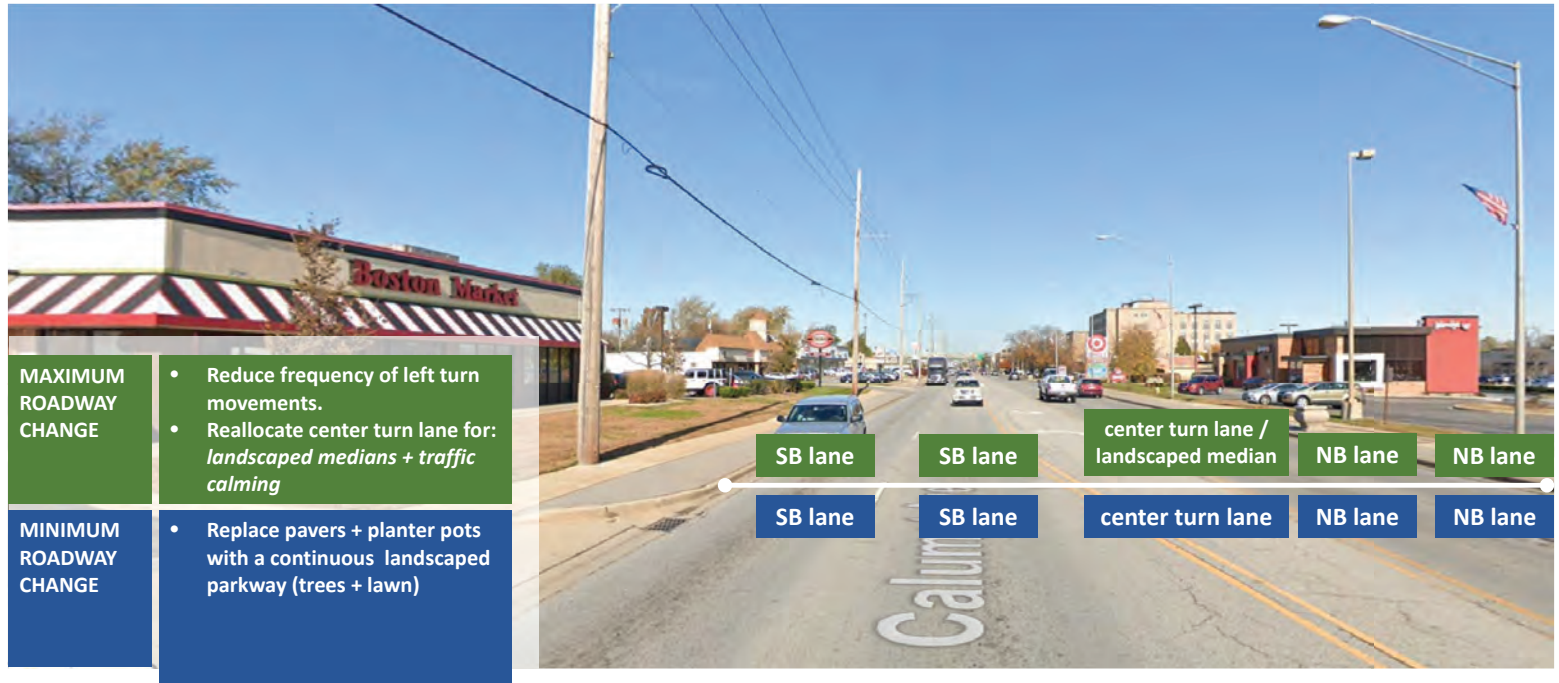 Boston Market
MAXIMUM
ROADWAY
CHANGE
• Reduce frequency of left turn
movements.
• Reallocate center turn lane for:
landscaped medians + traffic
calming
MINIMUM
ROADWAY
CHANGE
• Replace pavers + planter pots
with a continuous landscaped
parkway (trees + lawn)
SB lane
SB lane
center turn lane /
landscaped median
NB lane
NB lane
SB lane
SB lane
center turn lane
NB lane
NB lane
Calum